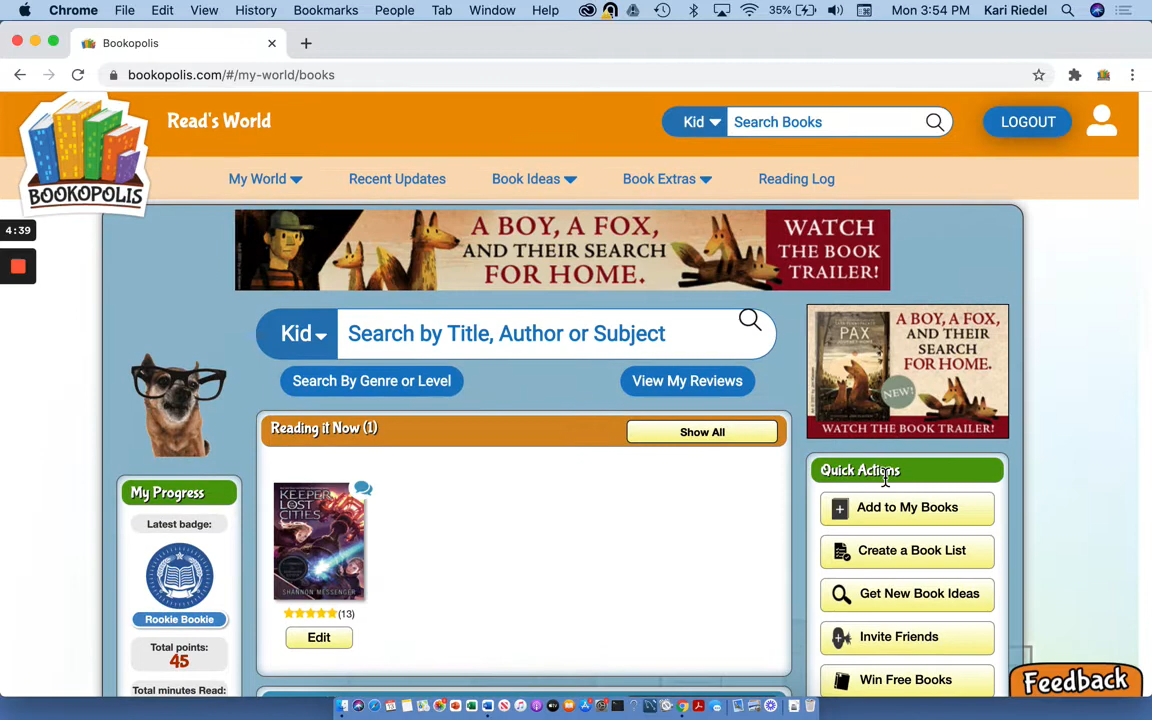 Chrome File Edit View History Bookmarks People Tab Window Help 35% Mon 3:54 PM Kari Riedel
Bookopolis
bookopolis.com/#/my-world/books
BOOKOPOLIS
Read's World
Kid Search Books
LOGOUT
My World Recent Updates Book Ideas Book Extras Reading Log
4:39
A BOY, A FOX,
AND THEIR SEARCH
FOR HOME.
WATCH
THE BOOK
TRAILER!
Kid Search by Title, Author or Subject
Search By Genre or Level View My Reviews
PAX
A BOY, A FOX,
AND THEIR
SEARCH
FOR HOME.
NEW!
WATCH THE BOOK TRAILER!
Reading it Now (1) Show All
KEEPER
LOST
CITIES
SHANNON MESSENGER
(13)
Edit
My Progress
Latest badge:
Rookie Bookie
Total points:
45
Total minutes Read:
Quick Actions
Add to My Books
Create a Book List
Get New Book Ideas
Invite Friends
Win Free Books
Feedback